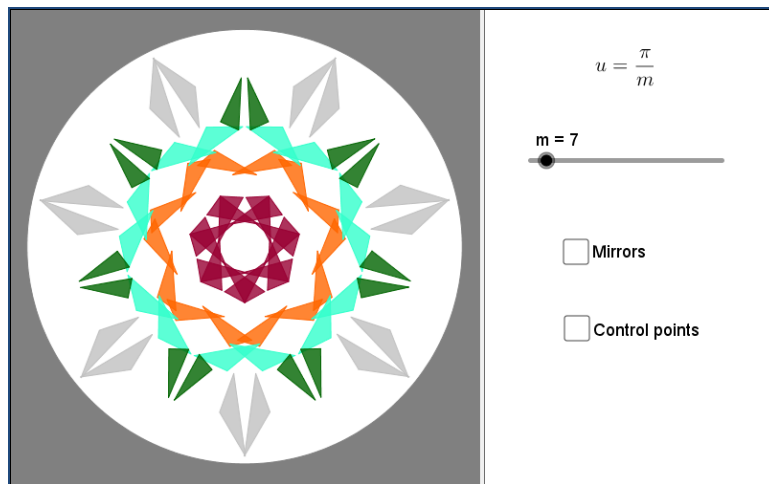 u = π/m
m = 7
Mirrors
Control points